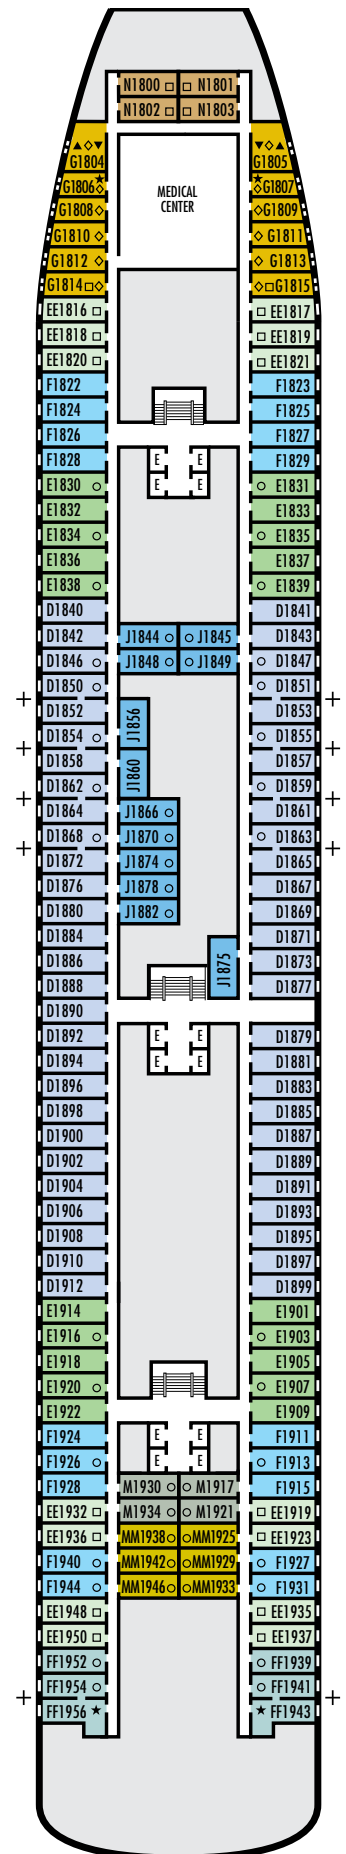 N1800 N1801
N1802 N1803
G1804 G1805
G1806 G1807
MEDICAL
CENTER
G1808 G1809
G1810 G1811
G1812 G1813
G1814 G1815
EE1816 EE1817
EE1818 EE1819
EE1820 EE1821
F1822 F1823
F1824 F1825
F1826 F1827
F1828 E E F1829
E1830 E E E1831
E1832 E1833
E1834 E1835
E1836 E1837
E1838 E1839
D1840 D1841
D1842 J1844 J1845 D1843
D1846 J1848 J1849 D1847
D1850 D1851
D1852 J1856 D1853
D1854 D1855
D1858 J1860 D1857
D1862 D1859
D1864 J1866 D1861
D1868 J1870 D1863
D1872 J1874 D1865
D1876 J1878 D1867
D1880 J1882 D1869
D1884 D1871
D1886 J1875 D1873
D1888 D1877
D1890
D1892 E E D1879
D1894 E E D1881
D1896 D1883
D1898 D1885
D1900 D1887
D1902 D1889
D1904 D1891
D1906 D1893
D1908 D1895
D1910 D1897
D1912 D1899
E1914 E1901
E1916 E1903
E1918 E1905
E1920 E1907
E1922 E1909
F1924 E E F1911
F1926 E E F1913
F1928 M1930 M1917 F1915
EE1932 M1934 M1921 EE1919
EE1936 MM1938 MM1925 EE1923
F1940 MM1942 MM1929 F1927
F1944 MM1946 MM1933 F1931
EE1948 EE1935
EE1950 EE1937
FF1952 FF1939
FF1954 FF1941
FF1956 FF1943